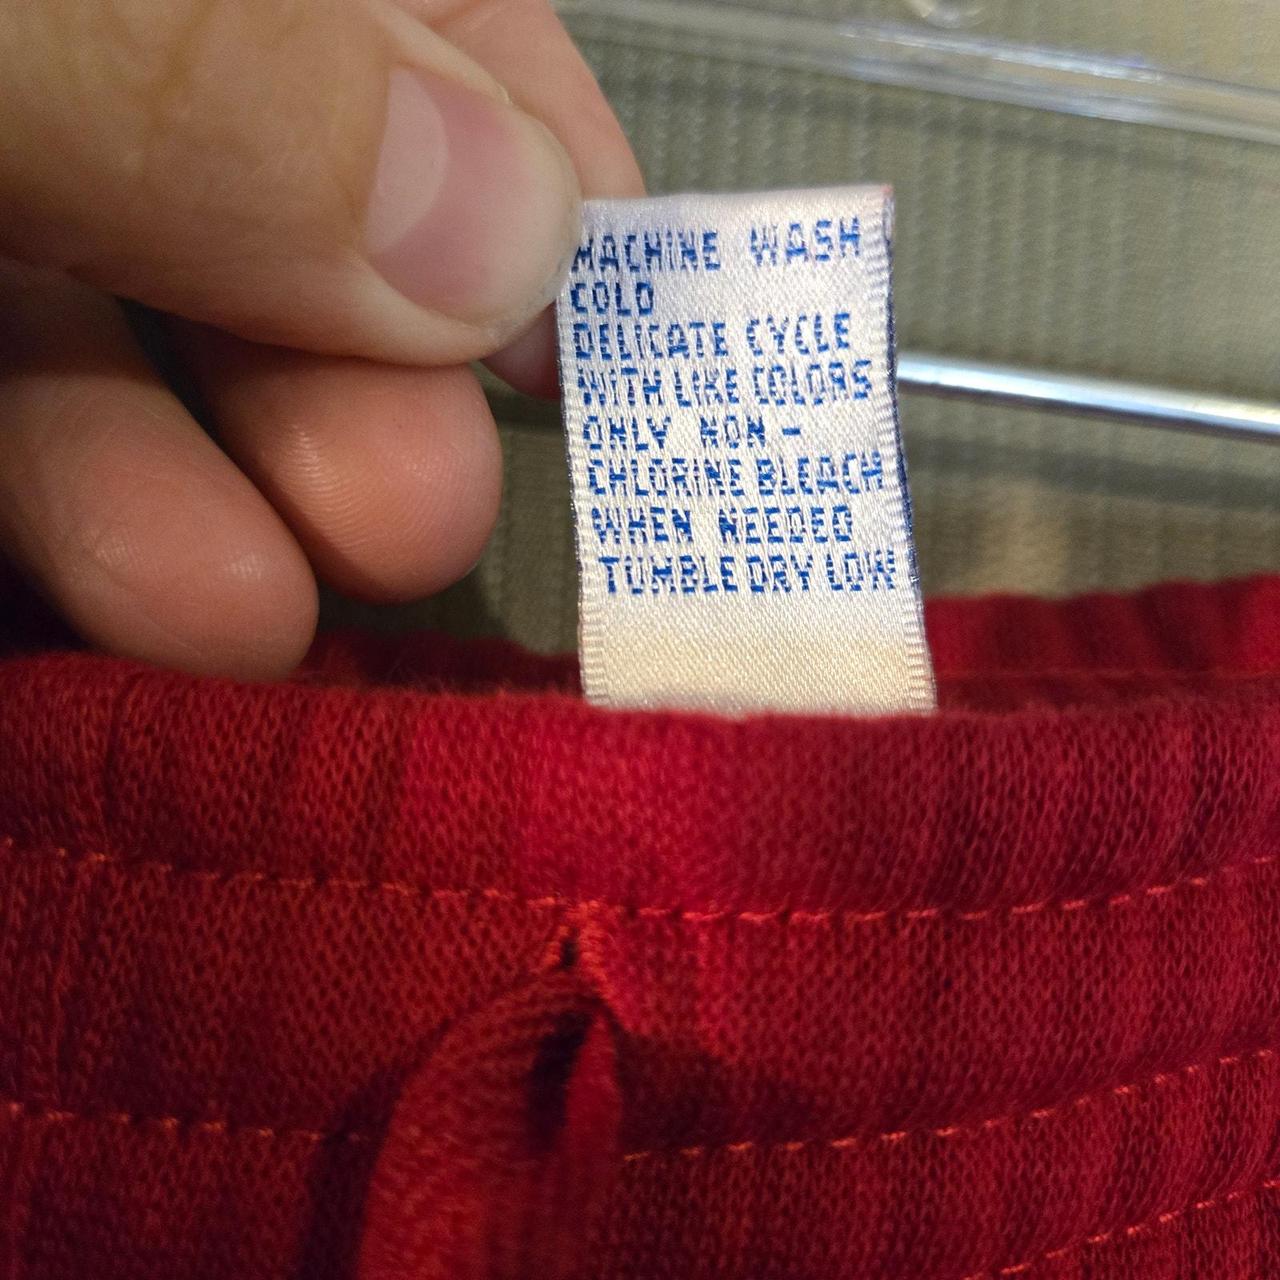 MACHINE WASH
COLD
DELICATE CYCLE
WITH LIKE COLORS
ONLY NON-
CHLORINE BLEACH
WHEN NEEDED
TUMBLE DRY LOW